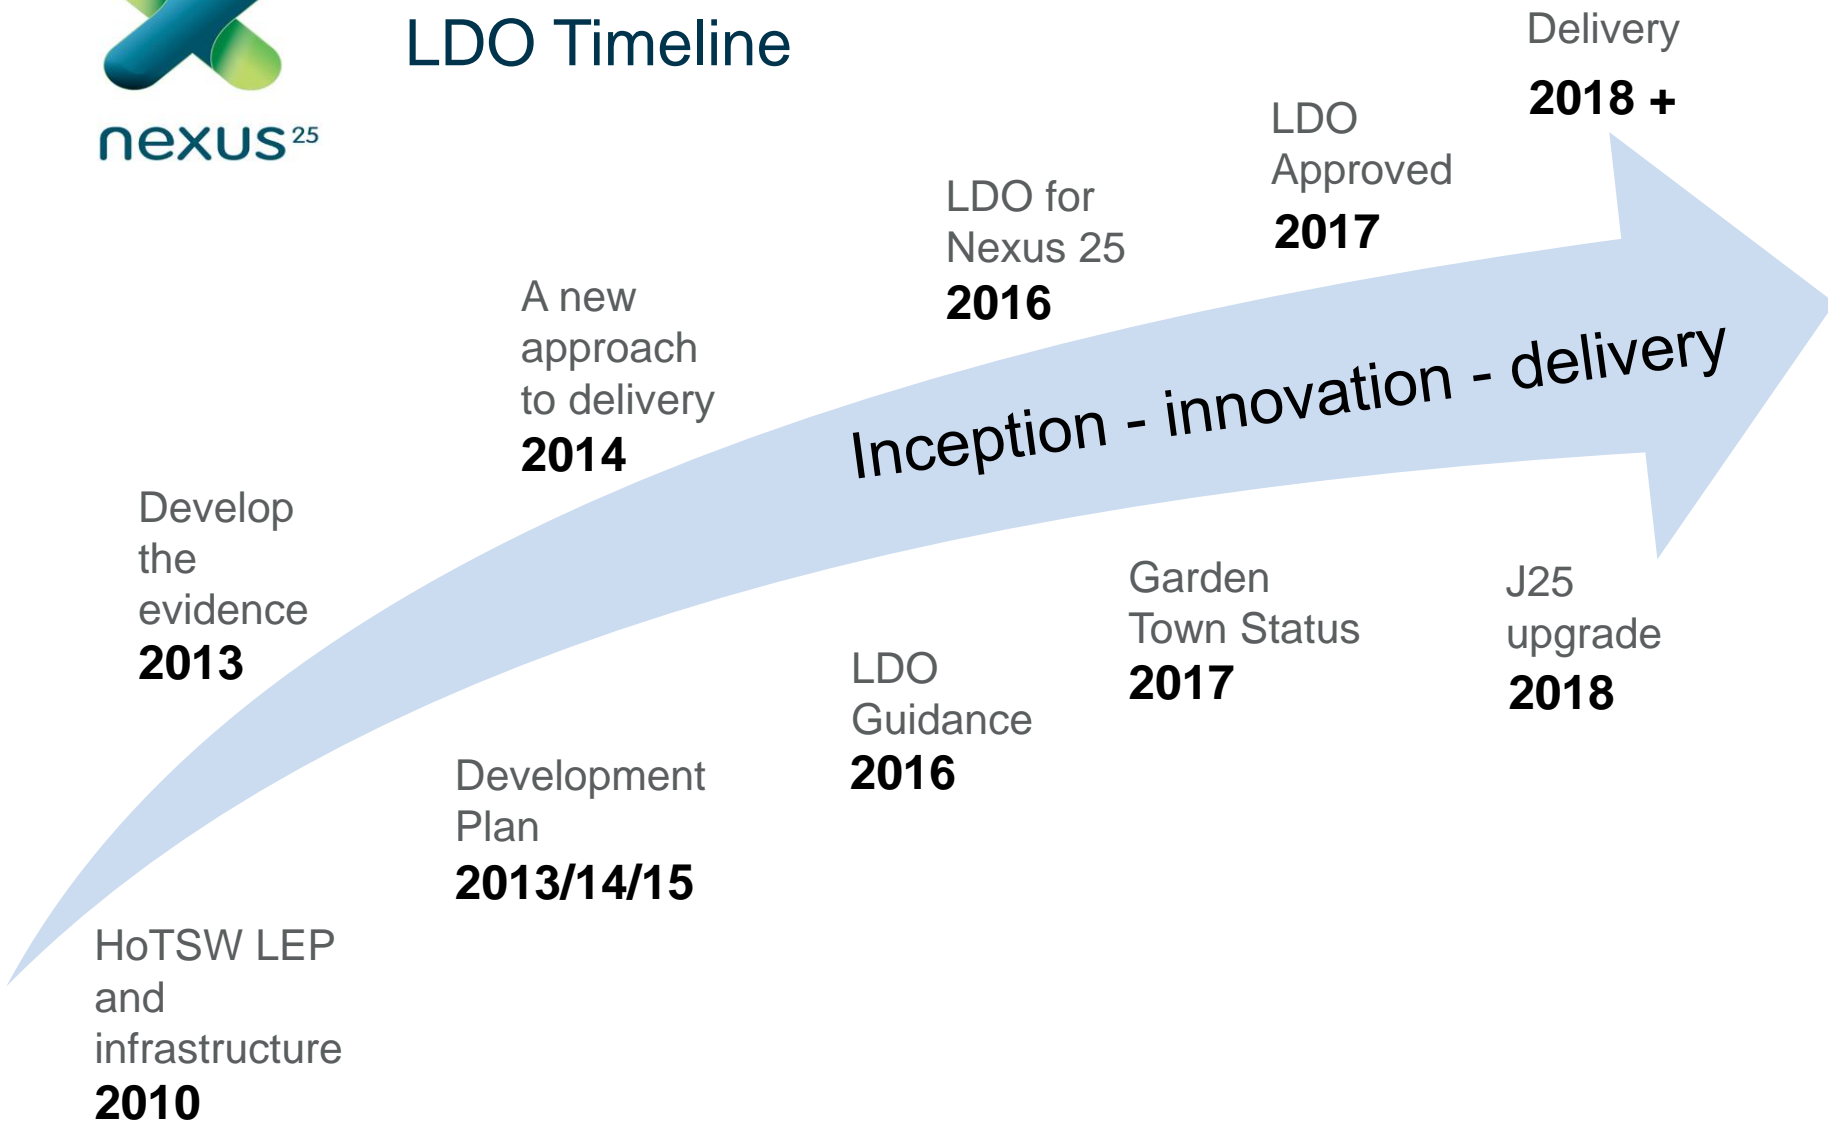 LDO Timeline
nexus 25
Delivery
2018 +
LDO
Approved
2017
LDO for
Nexus 25
2016
A new
approach
to delivery
2014
Inception - innovation - delivery
Develop
the
evidence
2013
Garden
Town Status
2017
J25
upgrade
2018
LDO
Guidance
2016
Development
Plan
2013/14/15
HoTSW LEP
and
infrastructure
2010